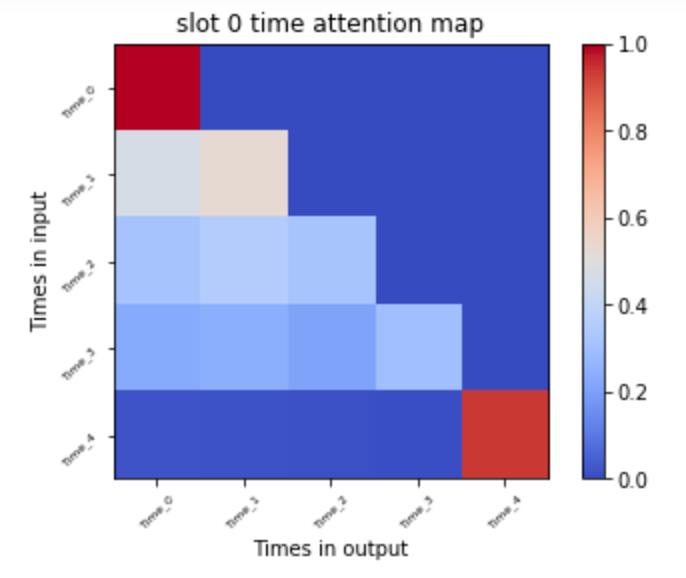 slot 0 time attention map
Times in input
Time_0
Time_1
Time_2
Time_3
Time_4
Time_0
Time_1
Time_2
Time_3
Time_4
Times in output
1.0
0.8
0.6
0.4
0.2
0.0